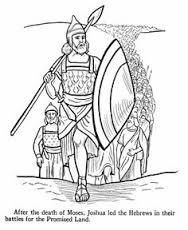 After the death of Moses, Joshua led the Hebrews in their
battles for the Promised Land.